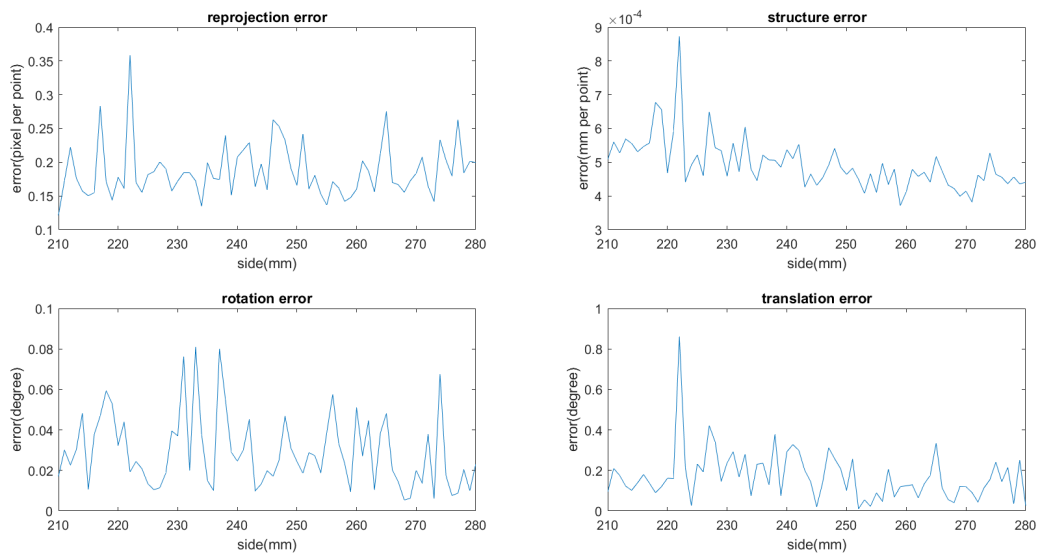 reprojection error
0.4
0.35
0.3
0.25
0.2
0.15
0.1
error(pixel per point)
210 220 230 240 250 260 270 280
side(mm)
structure error
×10⁻⁴
9
8
7
6
5
4
3
error(mm per point)
210 220 230 240 250 260 270 280
side(mm)
rotation error
0.1
0.08
0.06
0.04
0.02
0
error(degree)
210 220 230 240 250 260 270 280
side(mm)
translation error
1
0.8
0.6
0.4
0.2
0
error(degree)
210 220 230 240 250 260 270 280
side(mm)